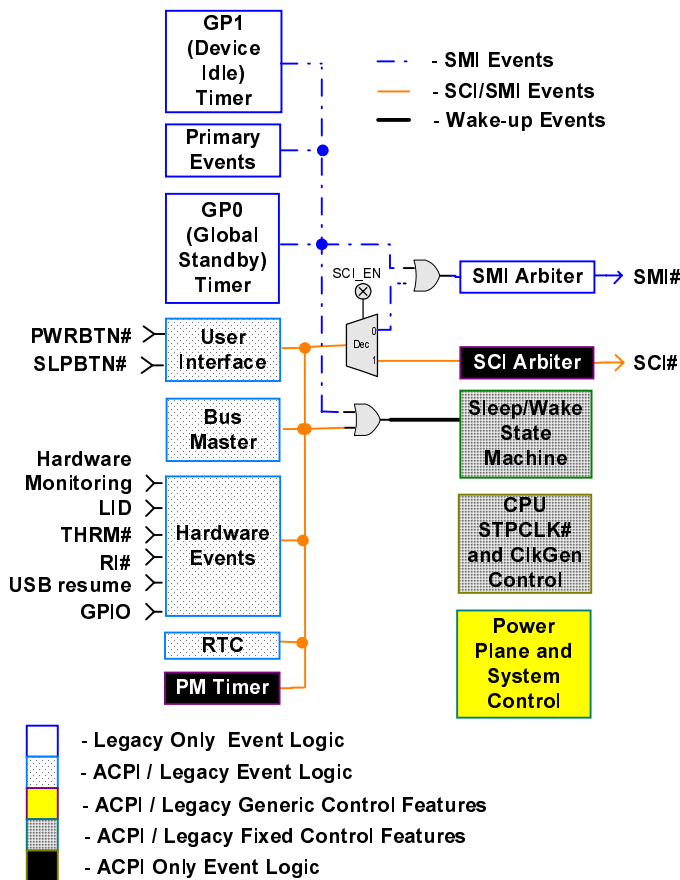 GP1
(Device
Idle)
Timer
- SMI Events
- SCI/SMI Events
- Wake-up Events
Primary
Events
GP0
(Global
Standby)
Timer
SCI_EN
SMI Arbiter
SMI#
PWRBTN#
SLPBTN#
User
Interface
0
Dec
1
SCI Arbiter
SCI#
Bus
Master
Sleep/Wake
State
Machine
Hardware
Monitoring
LID
THRM#
RI#
USB resume
GPIO
Hardware
Events
CPU
STPCLK#
and ClkGen
Control
RTC
PM Timer
Power
Plane and
System
Control
- Legacy Only Event Logic
- ACPI / Legacy Event Logic
- ACPI / Legacy Generic Control Features
- ACPI / Legacy Fixed Control Features
- ACPI Only Event Logic